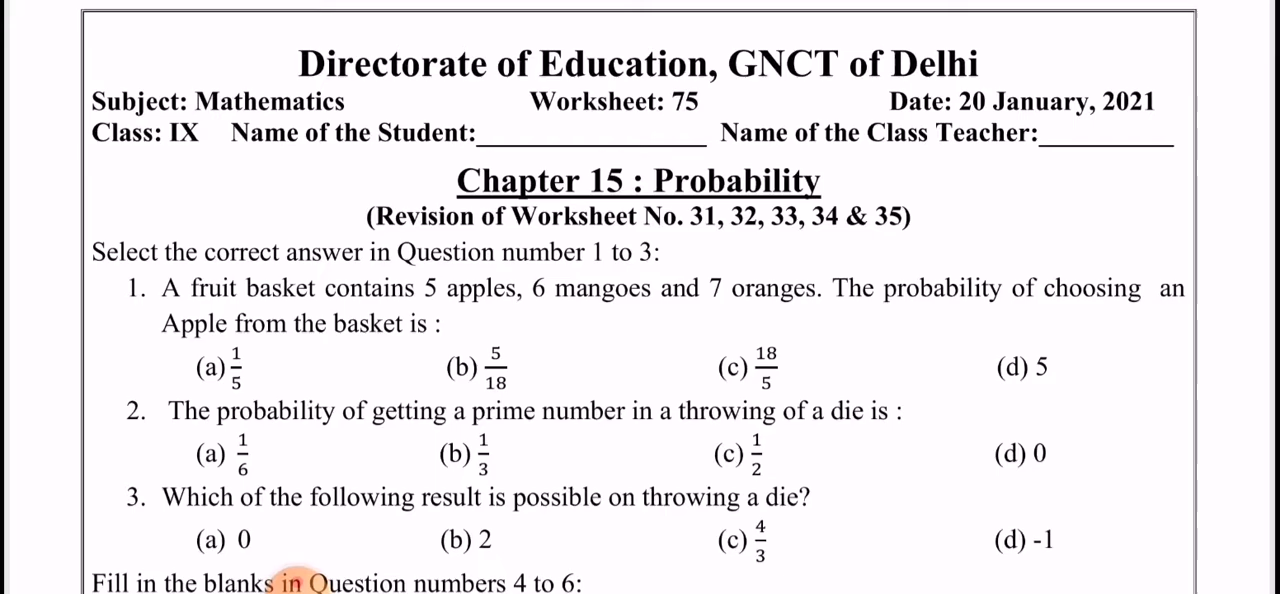 Directorate of Education, GNCT of Delhi
Subject: Mathematics Worksheet: 75 Date: 20 January, 2021
Class: IX Name of the Student:____________ Name of the Class Teacher:__________
Chapter 15 : Probability
(Revision of Worksheet No. 31, 32, 33, 34 & 35)
Select the correct answer in Question number 1 to 3:
1. A fruit basket contains 5 apples, 6 mangoes and 7 oranges. The probability of choosing an
Apple from the basket is :
(a) 1/5 (b) 5/18 (c) 18/5 (d) 5
2. The probability of getting a prime number in a throwing of a die is :
(a) 1/6 (b) 1/3 (c) 1/2 (d) 0
3. Which of the following result is possible on throwing a die?
(a) 0 (b) 2 (c) 4/3 (d) -1
Fill in the blanks in Question numbers 4 to 6: